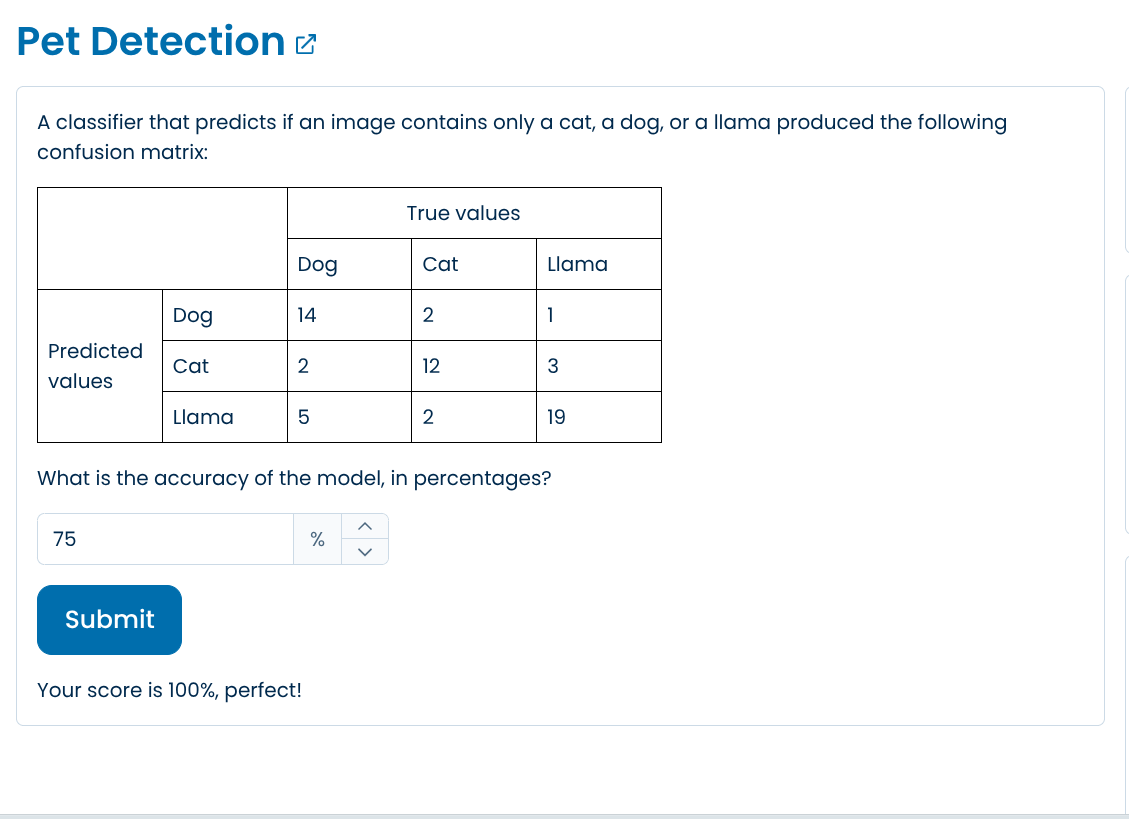 Pet Detection
A classifier that predicts if an image contains only a cat, a dog, or a llama produced the following
confusion matrix:
True values
Dog Cat Llama
Dog 14 2 1
Predicted
values
Cat 2 12 3
Llama 5 2 19
What is the accuracy of the model, in percentages?
75 %
Submit
Your score is 100%, perfect!